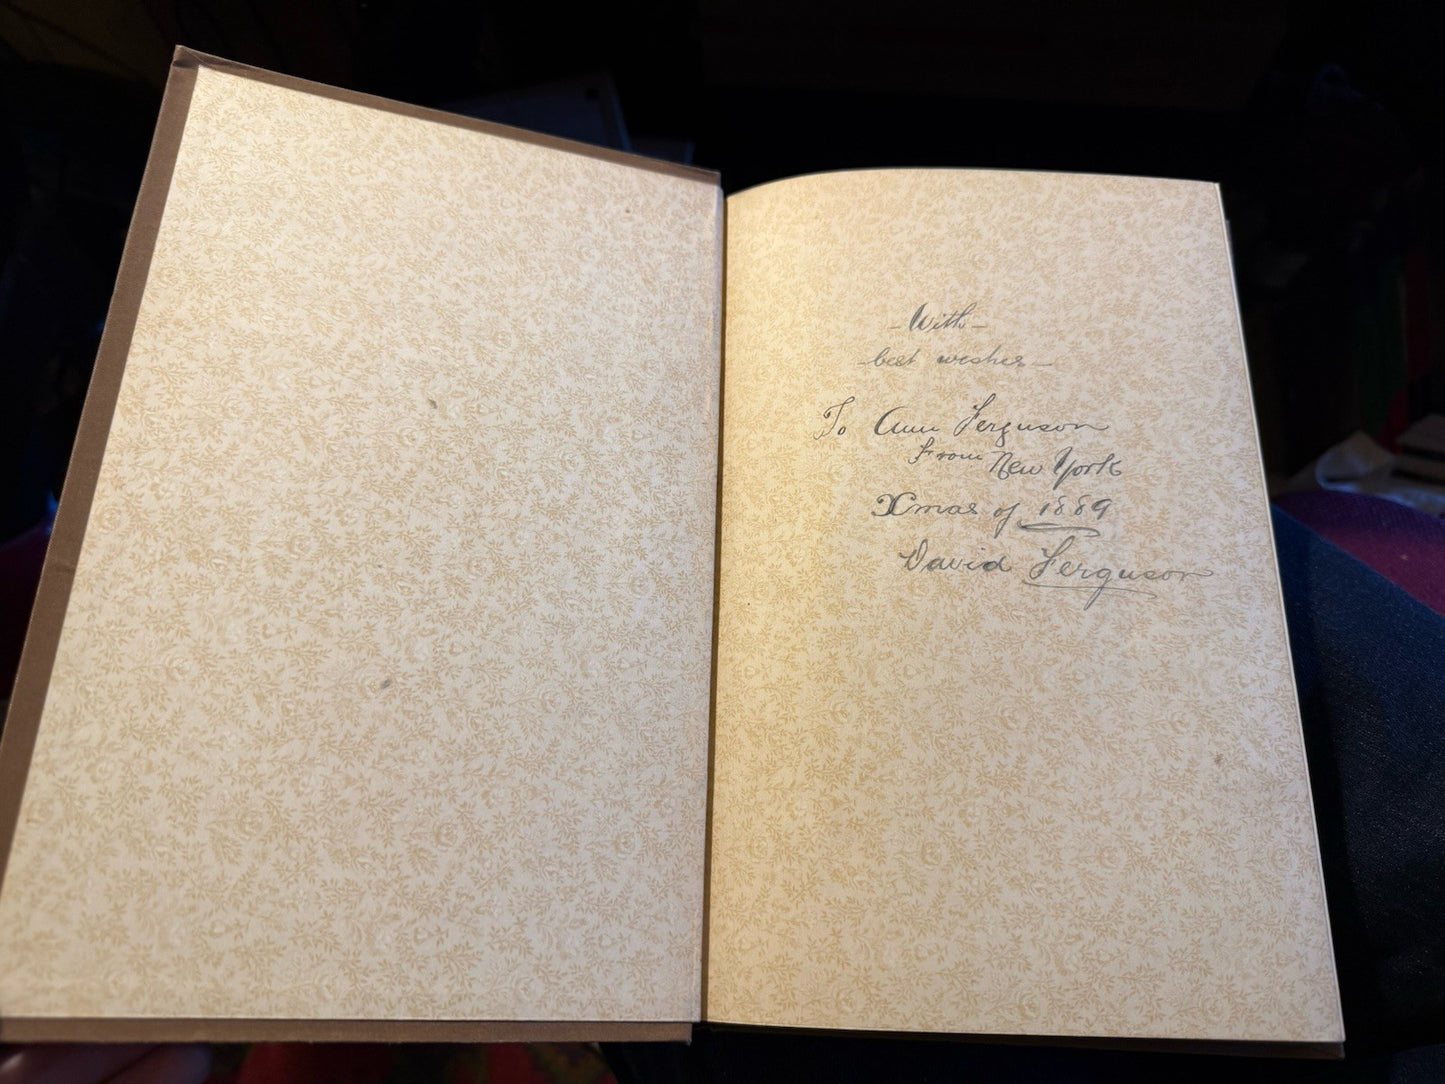 - With -
- best wishes -
To Ann Ferguson
From New York
Xmas of 1889
David Ferguson